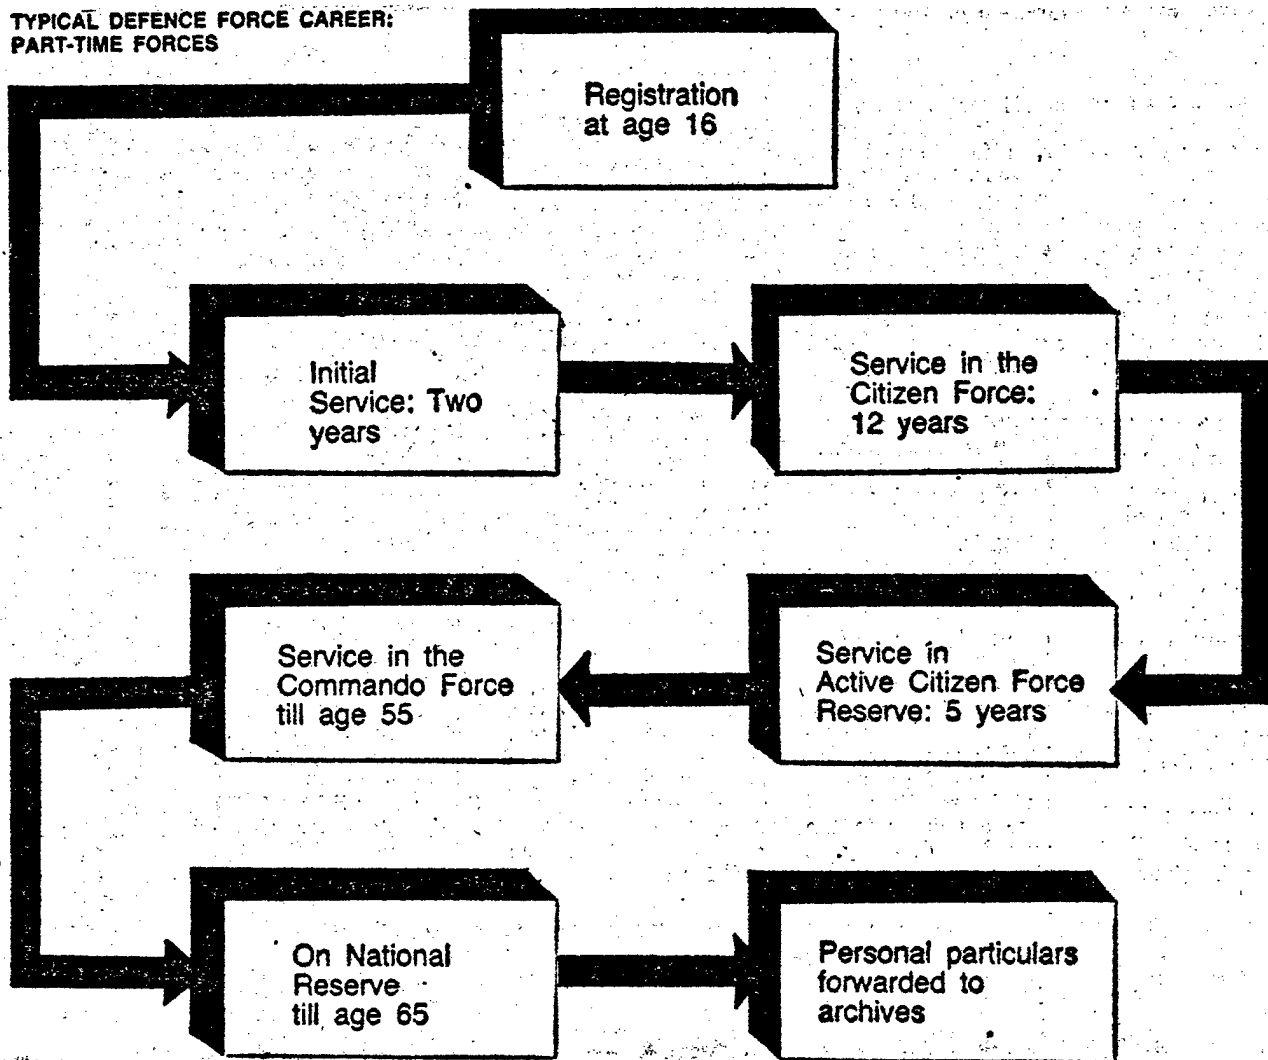 TYPICAL DEFENCE FORCE CAREER:
PART-TIME FORCES
Registration
at age 16
Initial
Service: Two
years
Service in the
Citizen Force:
12 years
Service in
Active Citizen Force
Reserve: 5 years
Service in the
Commando Force
till age 55
On National
Reserve
till age 65
Personal particulars
forwarded to
archives